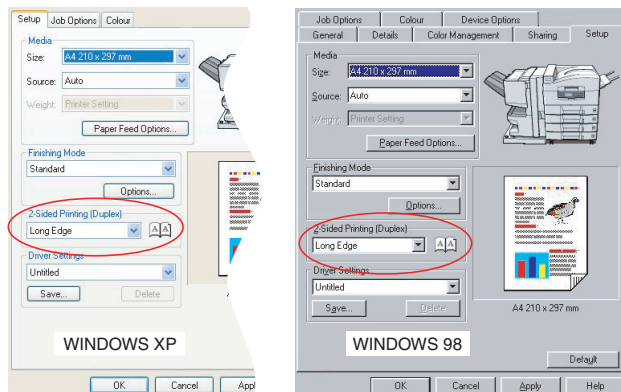 Setup Job Options Colour
Media
Size: A4 210 x 297 mm
Source: Auto
Weight: Printer Setting
Paper Feed Options...
Finishing Mode
Standard
Options...
2-Sided Printing (Duplex)
Long Edge
A A
Driver Settings
Untitled
Save... Delete
WINDOWS XP
OK Cancel Appl
Job Options Colour Device Options
General Details Color Management Sharing Setup
Media
Size: A4 210 x 297 mm
Source: Auto
Weight: Printer Setting
Paper Feed Options...
Finishing Mode
Standard
Options...
2-Sided Printing (Duplex)
Long Edge
A A
Driver Settings
Untitled
Save... Delete
A4 210 x 297 mm
WINDOWS 98
Default
OK Cancel Apply Help